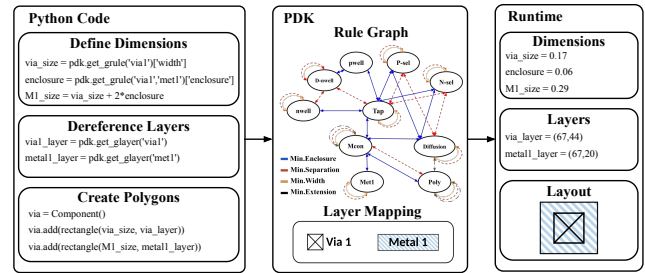 Python Code
Define Dimensions
via_size = pdk.get_grule('via1')['width']
enclosure = pdk.get_grule('via1','met1')['enclosure']
M1_size = via_size + 2*enclosure
Dereference Layers
via1_layer = pdk.get_glayer('via1')
metal1_layer = pdk.get_glayer('met1')
Create Polygons
via = Component()
via.add(rectangle(via_size, via_layer))
via.add(rectangle(M1_size, metal1_layer))
PDK
Rule Graph
pwell
P-sel
D-nwell
N-sel
nwell
Tap
Mcon
Diffusion
Met1
Poly
Min.Enclosure
Min.Separation
Min.Width
Min.Extension
Layer Mapping
Via 1
Metal 1
Runtime
Dimensions
via_size = 0.17
enclosure = 0.06
M1_size = 0.29
Layers
via_layer = (67,44)
metal1_layer = (67,20)
Layout